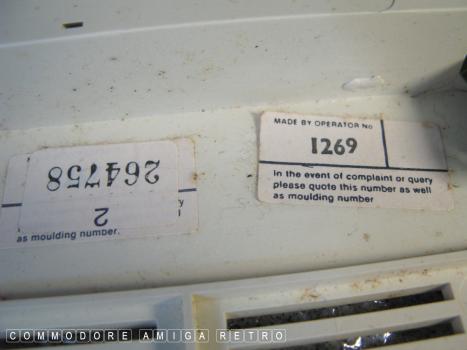 MADE BY OPERATOR No
1269
In the event of complaint or query
please quote this number as well
as moulding number
264758
2
y
as moulding number.
COMMODORE AMIGA RETRO